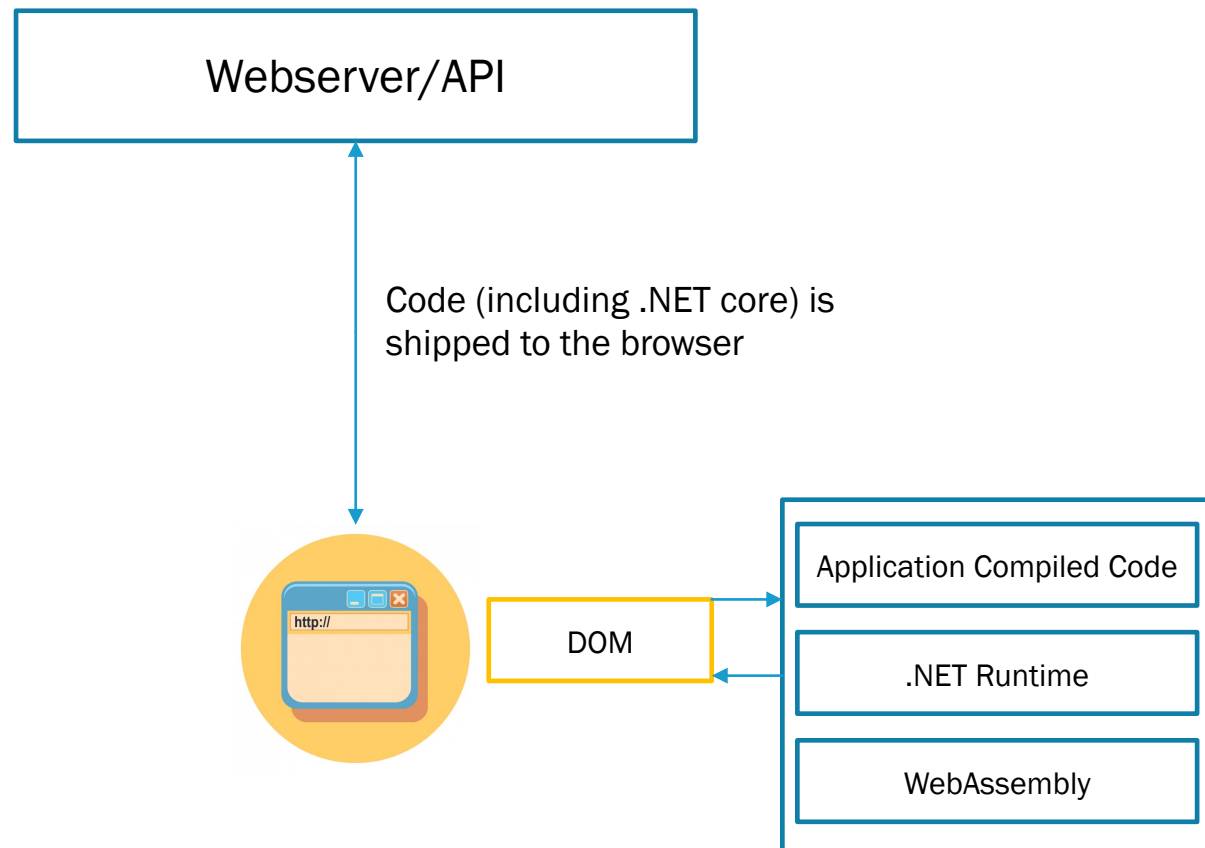 Webserver/API
Code (including .NET core) is
shipped to the browser
http://
DOM
Application Compiled Code
.NET Runtime
WebAssembly